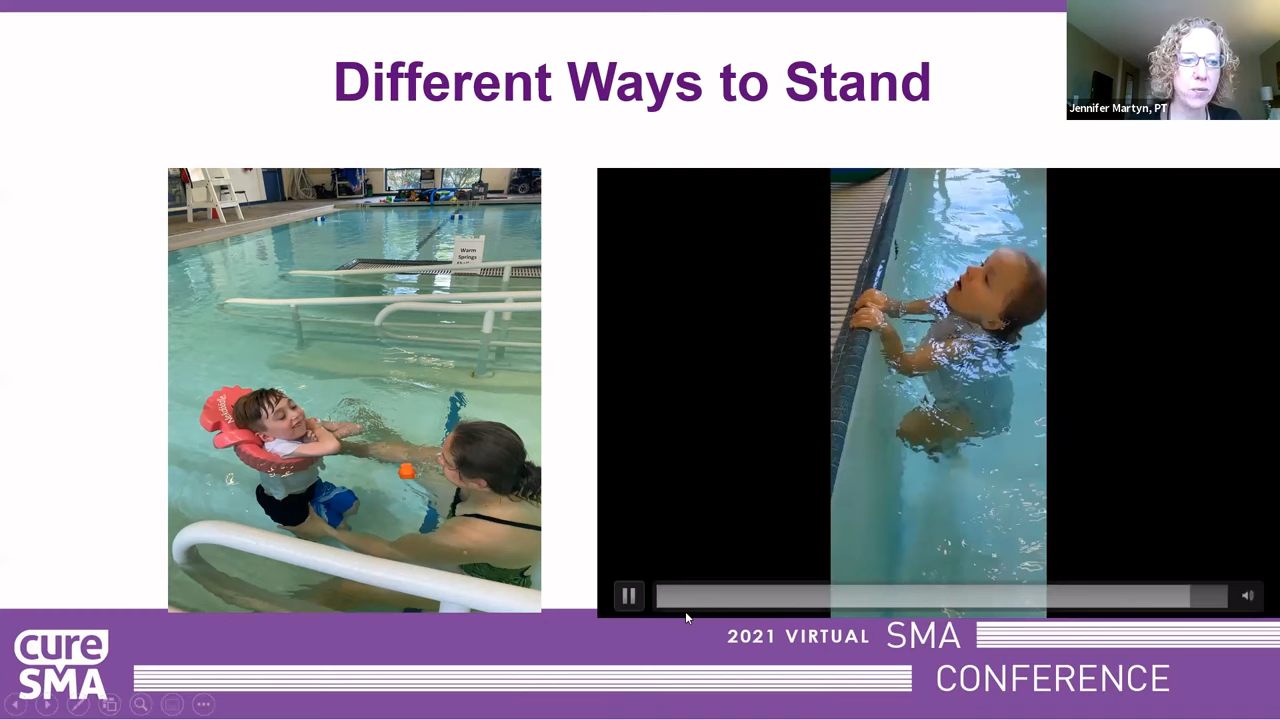 Different Ways to Stand
Jennifer Martyn, PT
Warm
Springs
cure
SMA
2021 VIRTUAL SMA
CONFERENCE